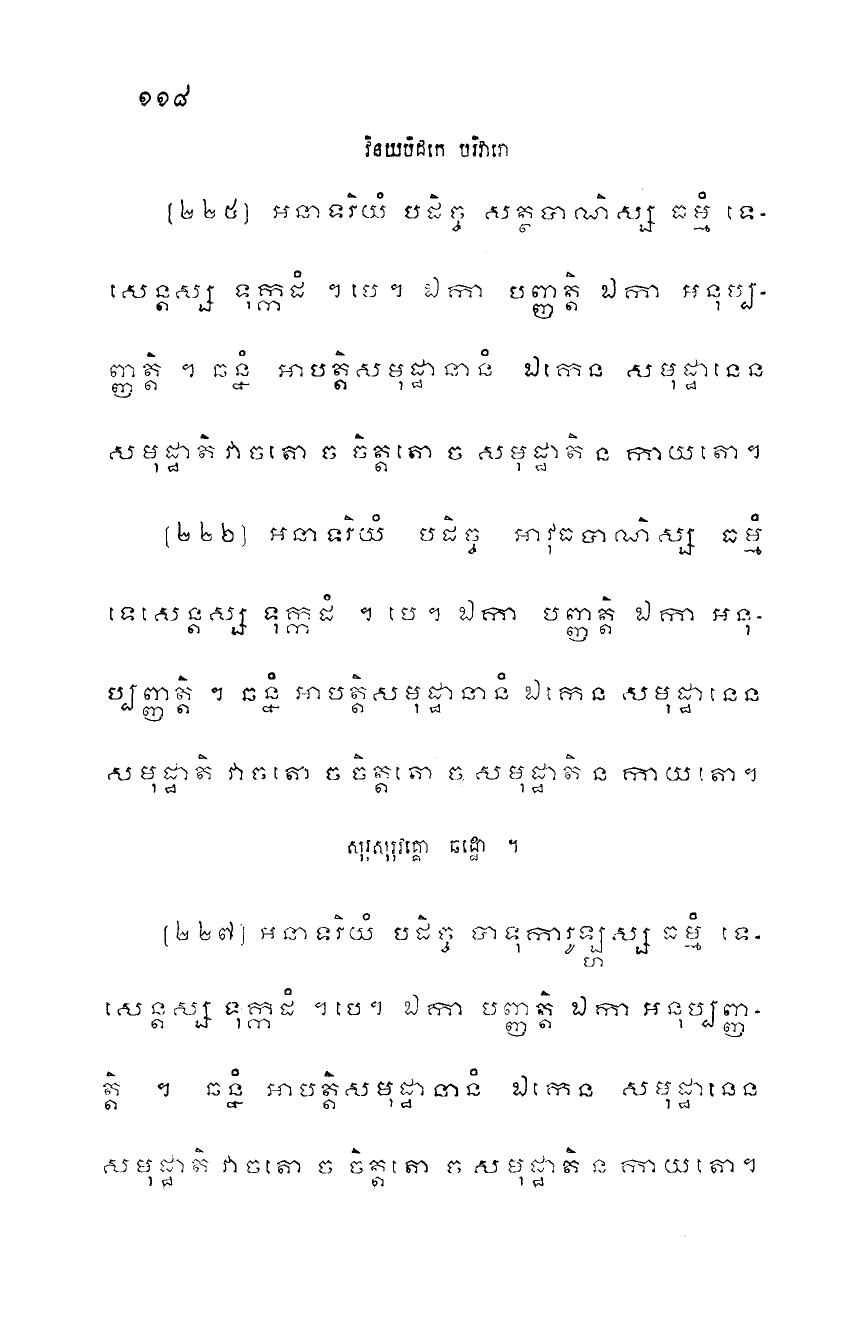 ១១៨
វិនយបិដកេ បរិវារោ
[២២៥] អនាទរិយំ បដិច្ច សត្ថបាណិស្ស ធម្មំ ទេ-
សេន្តស្ស ទុក្កដំ ។បេ។ ឯកា បញ្ញត្តិ ឯកា អនុប្ប-
ញ្ញត្តិ ។ ឆន្នំ អាបត្តិសមុដ្ឋានានំ ឯកេន សមុដ្ឋានេន
សមុដ្ឋាតិ វាចតោ ច ចិត្តតោ ច សមុដ្ឋាតិ ន កាយតោ។
[២២៦] អនាទរិយំ បដិច្ច អាវុធបាណិស្ស ធម្មំ
ទេសេន្តស្ស ទុក្កដំ ។ បេ។ ឯកា បញ្ញត្តិ ឯកា អនុ-
ប្បញ្ញត្តិ ។ ឆន្នំ អាបត្តិសមុដ្ឋានានំ ឯកេន សមុដ្ឋានេន
សមុដ្ឋាតិ វាចតោ ច ចិត្តតោ ច សមុដ្ឋាតិ ន កាយតោ។
សុរុសុរុវគ្គោ ឆដ្ឋោ ។
[២២៧] អនាទរិយំ បដិច្ច បាទុការូឡ្ហស្ស ធម្មំ ទេ-
សេន្តស្ស ទុក្កដំ ។បេ។ ឯកា បញ្ញត្តិ ឯកា អនុប្បញ្ញ-
ត្តិ ។ ឆន្នំ អាបត្តិសមុដ្ឋានានំ ឯកេន សមុដ្ឋានេន
សមុដ្ឋាតិ វាចតោ ច ចិត្តតោ ច សមុដ្ឋាតិ ន កាយតោ។